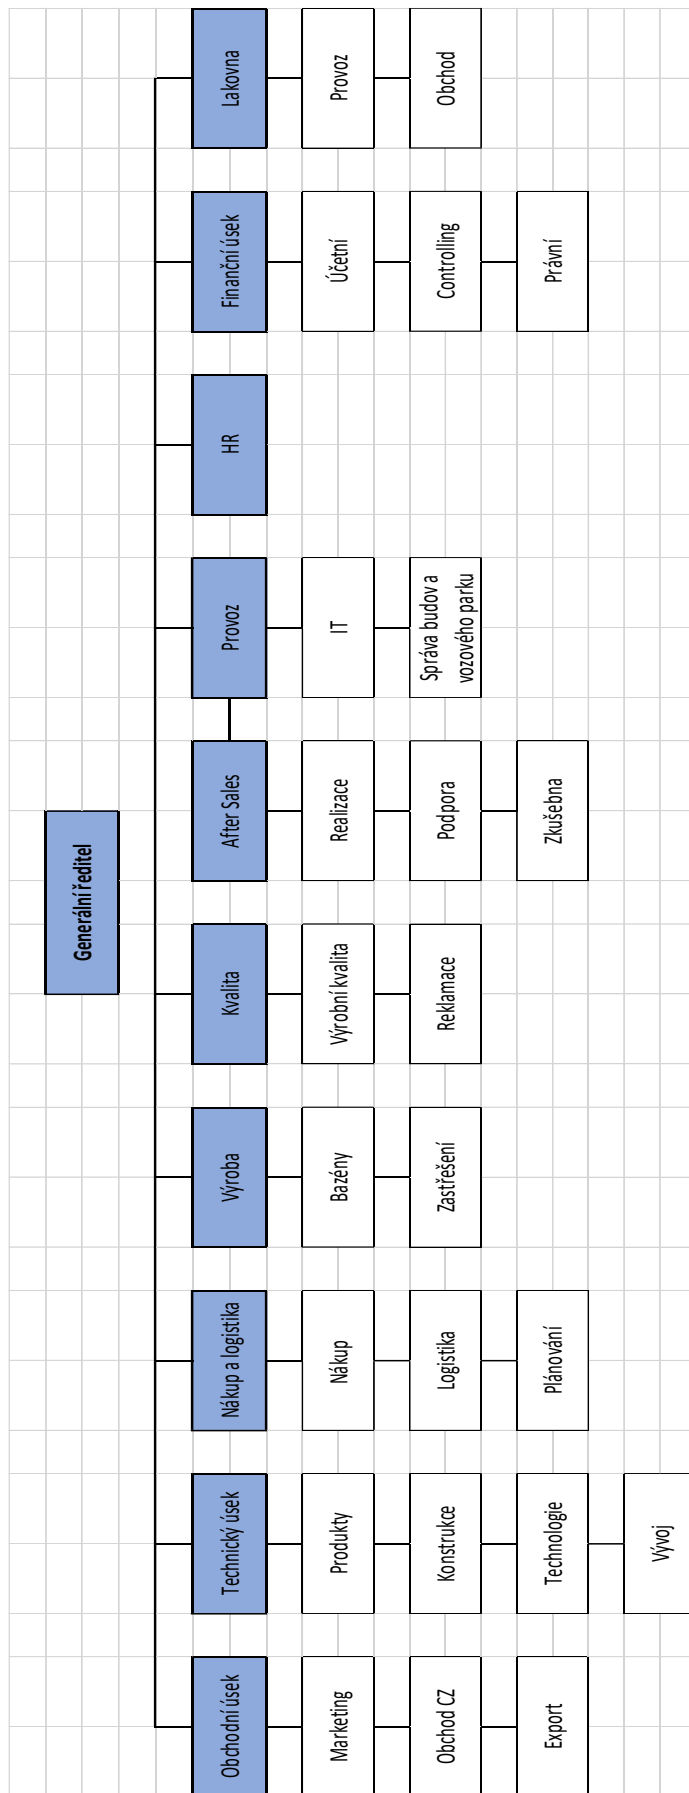 Generální ředitel
Obchodní úsek
Technický úsek
Nákup a logistika
Výroba
Kvalita
After Sales
Provoz
HR
Finanční úsek
Lakovna
Marketing
Produkty
Nákup
Bazény
Výrobní kvalita
Realizace
IT
Účetní
Provoz
Obchod CZ
Konstrukce
Logistika
Zastřešení
Reklamace
Podpora
Správa budov a
vozového parku
Controlling
Obchod
Export
Technologie
Plánování
Zkušebna
Právní
Vývoj